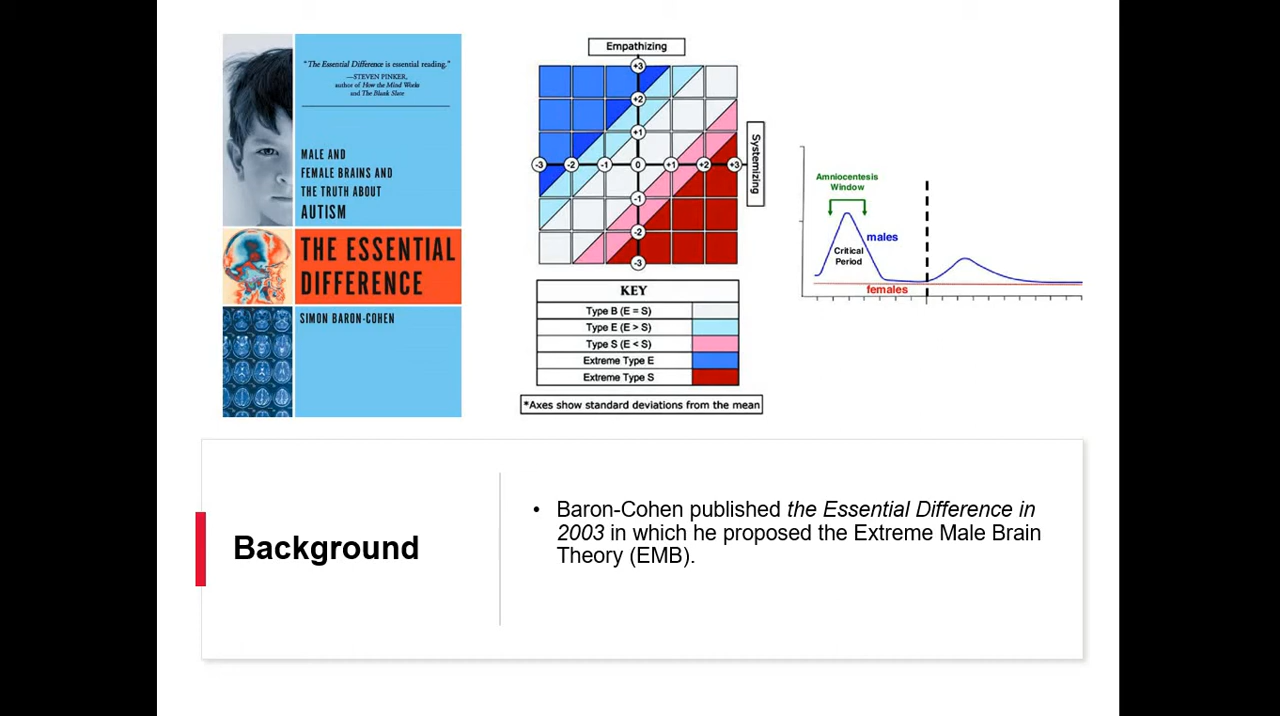 "The Essential Difference is essential reading."
—STEVEN PINKER,
author of How the Mind Works
and The Blank Slate
MALE AND
FEMALE BRAINS AND
THE TRUTH ABOUT
AUTISM
THE ESSENTIAL
DIFFERENCE
SIMON BARON-COHEN
Empathizing
+3
+2
+1
-3 -2 -1 0 +1 +2 +3
-1
-2
-3
Systemizing
KEY
Type B (E = S)
Type E (E > S)
Type S (E < S)
Extreme Type E
Extreme Type S
*Axes show standard deviations from the mean
Amniocentesis
Window
males
Critical
Period
females
Background
• Baron-Cohen published the Essential Difference in
2003 in which he proposed the Extreme Male Brain
Theory (EMB).